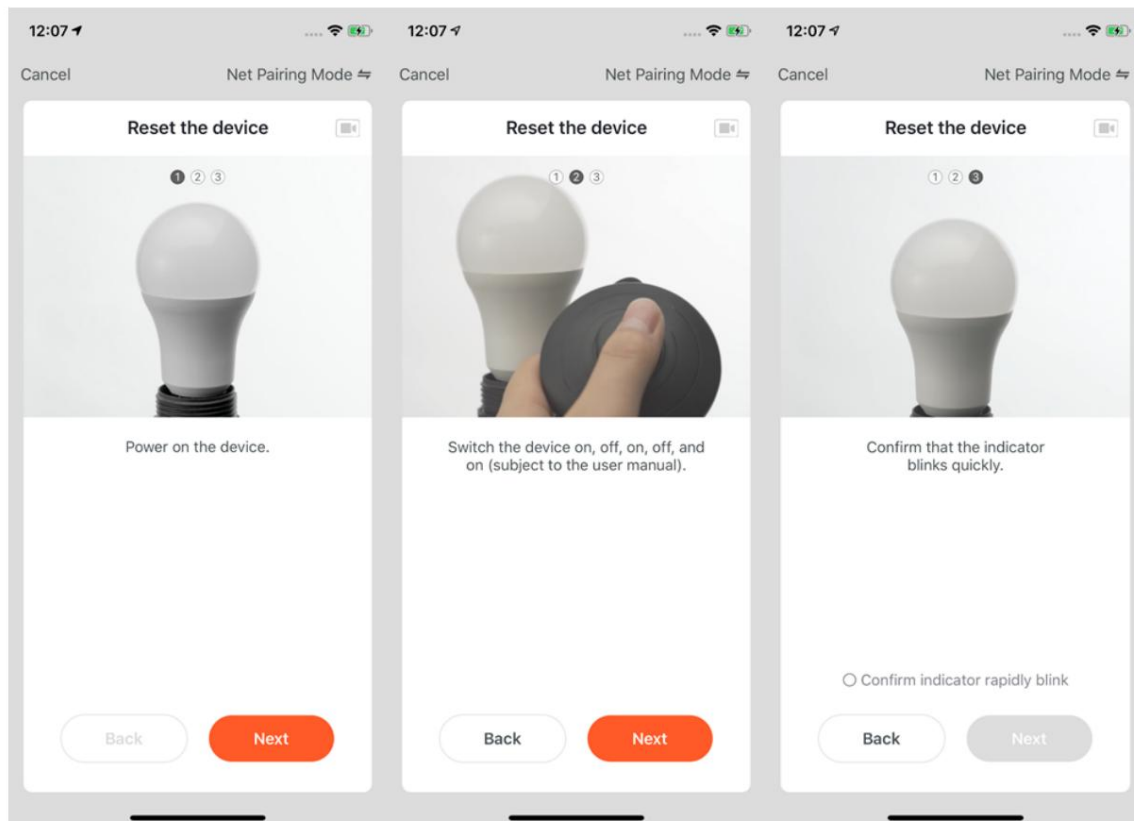 12:07
Cancel
Net Pairing Mode
Reset the device
1 2 3
Power on the device.
Back
Next
12:07
Cancel
Net Pairing Mode
Reset the device
1 2 3
Switch the device on, off, on, off, and
on (subject to the user manual).
Back
Next
12:07
Cancel
Net Pairing Mode
Reset the device
1 2 3
Confirm that the indicator
blinks quickly.
Confirm indicator rapidly blink
Back
Next